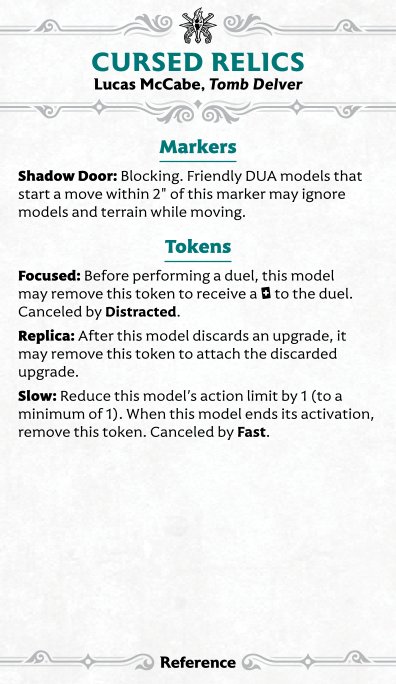 CURSED RELICS
Lucas McCabe, Tomb Delver
Markers
Shadow Door: Blocking. Friendly DUA models that
start a move within 2" of this marker may ignore
models and terrain while moving.
Tokens
Focused: Before performing a duel, this model
may remove this token to receive a to the duel.
Canceled by Distracted.
Replica: After this model discards an upgrade, it
may remove this token to attach the discarded
upgrade.
Slow: Reduce this model's action limit by 1 (to a
minimum of 1). When this model ends its activation,
remove this token. Canceled by Fast.
Reference